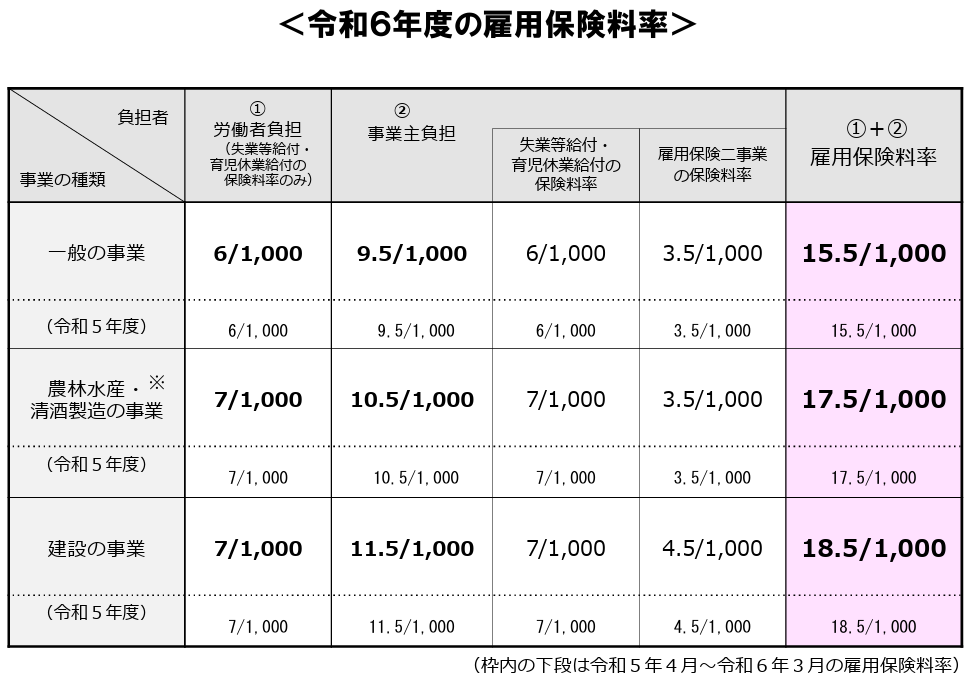 ＜令和6年度の雇用保険料率＞
負担者
事業の種類
①
労働者負担
（失業等給付・
育児休業給付の
保険料率のみ）
②
事業主負担
失業等給付・
育児休業給付の
保険料率
雇用保険二事業
の保険料率
①＋②
雇用保険料率
一般の事業
6/1,000
9.5/1,000
6/1,000
3.5/1,000
15.5/1,000
（令和５年度）
6/1,000
9.5/1,000
6/1,000
3.5/1,000
15.5/1,000
農林水産・※
清酒製造の事業
7/1,000
10.5/1,000
7/1,000
3.5/1,000
17.5/1,000
（令和５年度）
7/1,000
10.5/1,000
7/1,000
3.5/1,000
17.5/1,000
建設の事業
7/1,000
11.5/1,000
7/1,000
4.5/1,000
18.5/1,000
（令和５年度）
7/1,000
11.5/1,000
7/1,000
4.5/1,000
18.5/1,000
（枠内の下段は令和５年４月～令和６年３月の雇用保険料率）